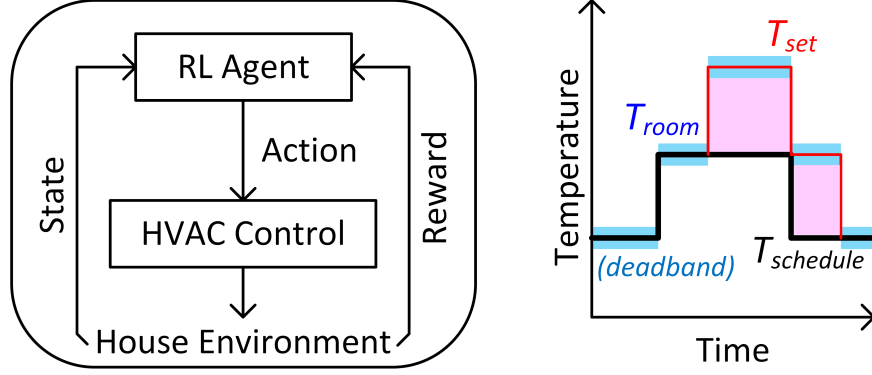 RL Agent
Action
State
Reward
HVAC Control
House Environment
T_set
T_room
Temperature
(deadband)
T_schedule
Time